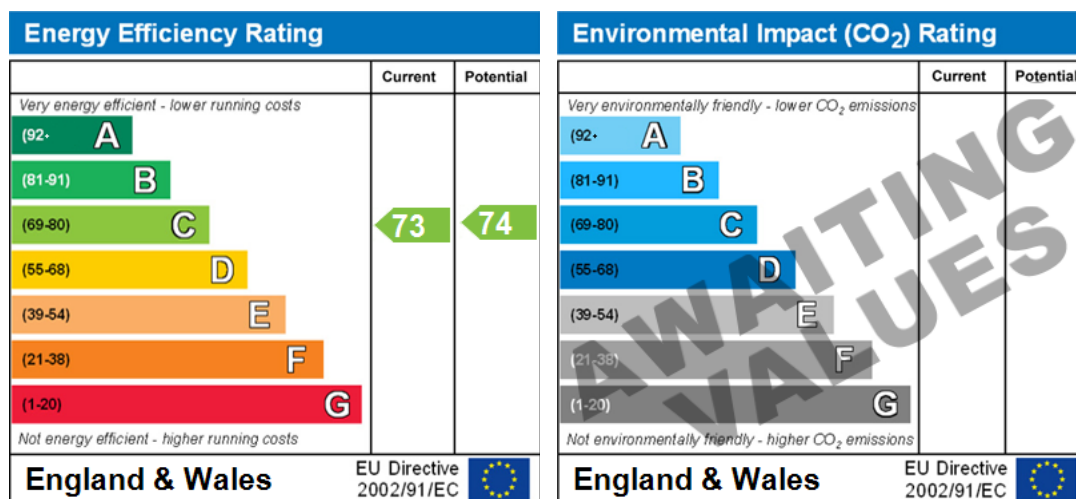 Energy Efficiency Rating
Current Potential
Very energy efficient - lower running costs
(92+ A
(81-91) B
(69-80) C 73 74
(55-68) D
(39-54) E
(21-38) F
(1-20) G
Not energy efficient - higher running costs
England & Wales
EU Directive
2002/91/EC
Environmental Impact (CO₂) Rating
Current Potential
Very environmentally friendly - lower CO₂ emissions
(92+ A
(81-91) B
(69-80) C
(55-68) D
(39-54) E
(21-38) F
(1-20) G
AWAITING
VALUES
Not environmentally friendly - higher CO₂ emissions
England & Wales
EU Directive
2002/91/EC